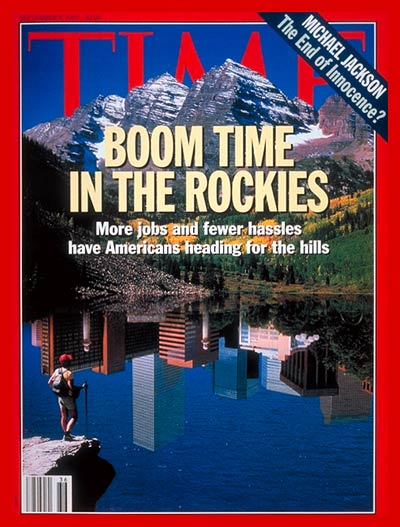 MICHAEL JACKSON
The End of Innocence?
TIME
BOOM TIME
IN THE ROCKIES
More jobs and fewer hassles
have Americans heading for the hills
36